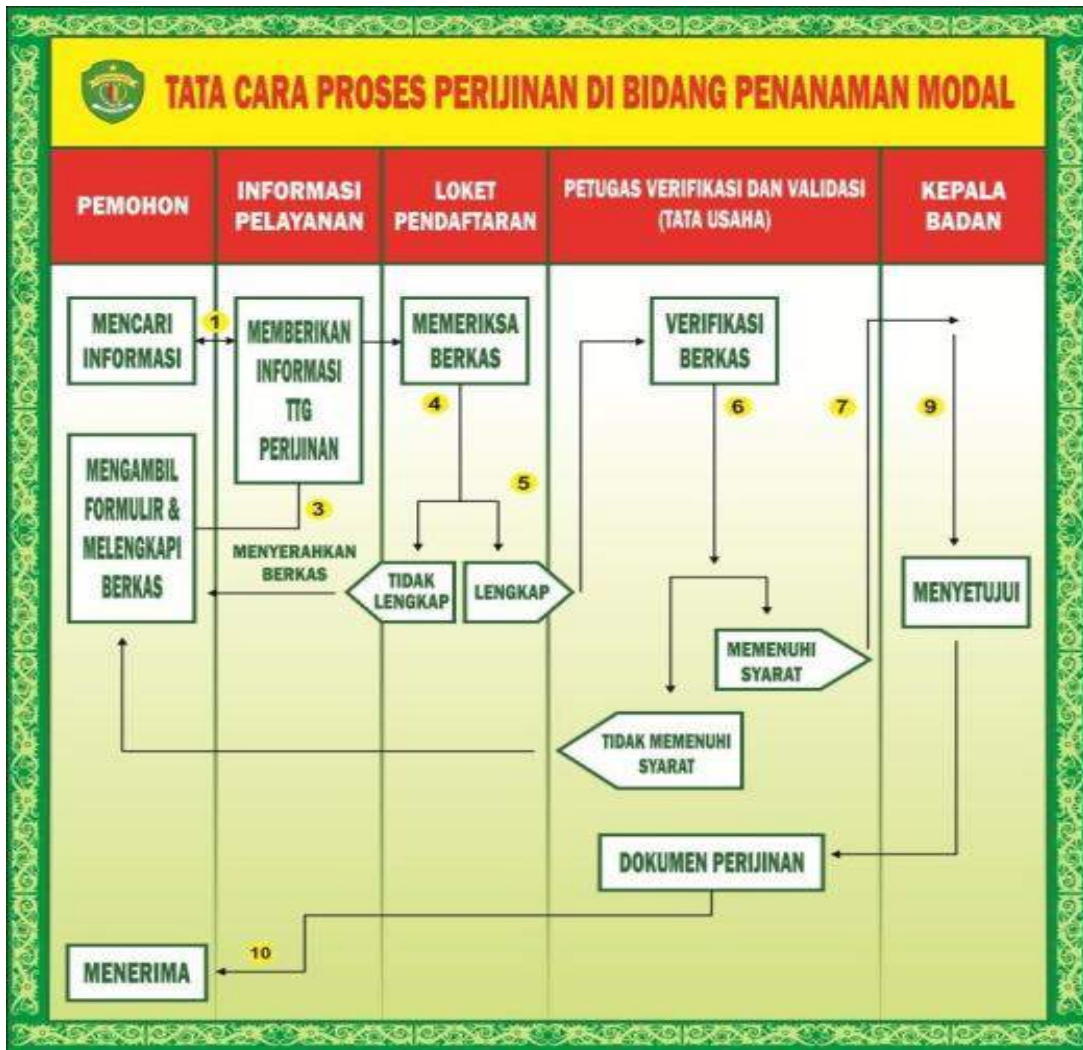 TATA CARA PROSES PERIJINAN DI BIDANG PENANAMAN MODAL
PEMOHON
INFORMASI
PELAYANAN
LOKET
PENDAFTARAN
PETUGAS VERIFIKASI DAN VALIDASI
(TATA USAHA)
KEPALA
BADAN
MENCARI
INFORMASI
1
MEMBERIKAN
INFORMASI
TTG
PERIJINAN
MEMERIKSA
BERKAS
VERIFIKASI
BERKAS
4
6
7
9
MENGAMBIL
FORMULIR &
MELENGKAPI
BERKAS
3
5
MENYERAHKAN
BERKAS
TIDAK
LENGKAP
LENGKAP
MENYETUJUI
MEMENUHI
SYARAT
TIDAK MEMENUHI
SYARAT
DOKUMEN PERIJINAN
10
MENERIMA